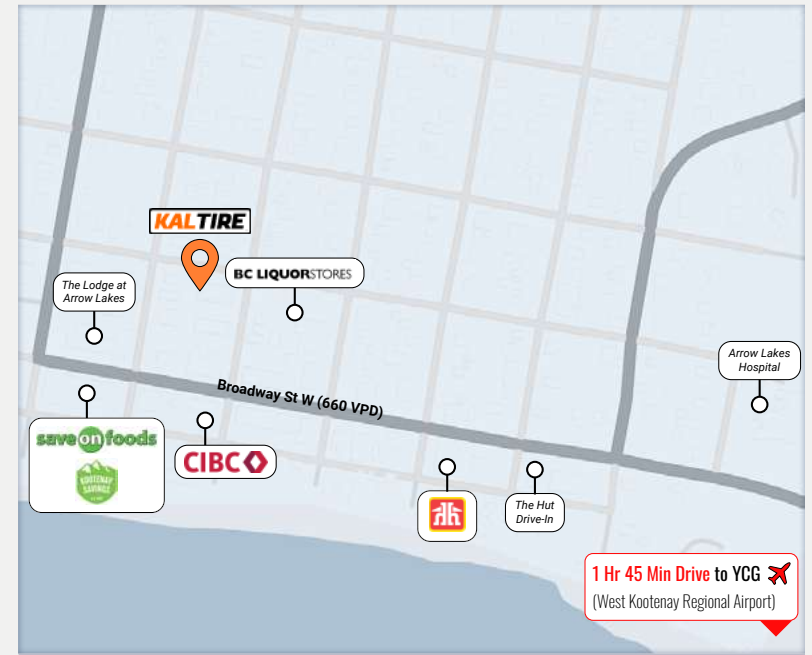 KALTIRE
BC LIQUORSTORES
The Lodge at
Arrow Lakes
Arrow Lakes
Hospital
Broadway St W (660 VPD)
save on foods
KOOTENAY
SAVINGS
CIBC
The Hut
Drive-In
1 Hr 45 Min Drive to YCG
(West Kootenay Regional Airport)